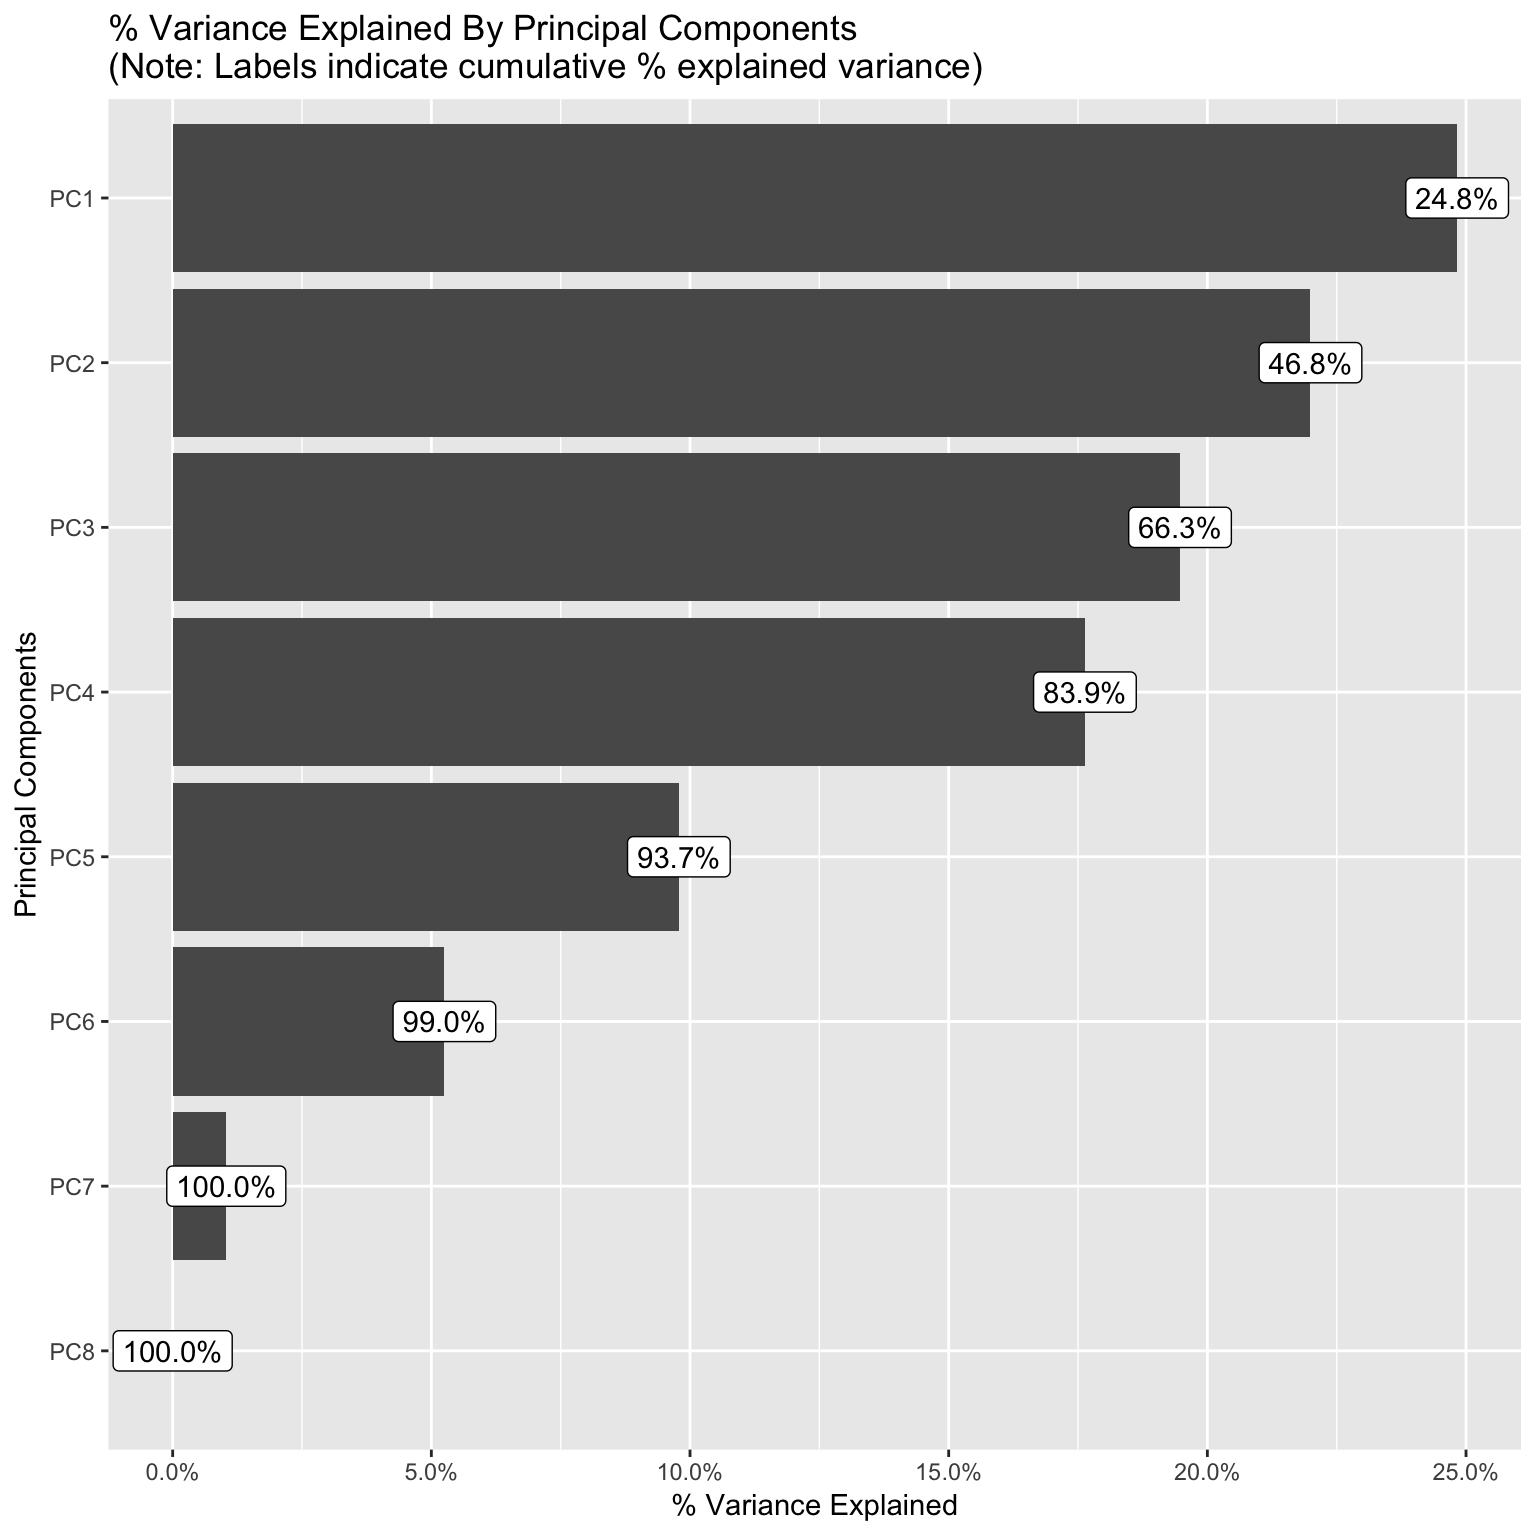 % Variance Explained By Principal Components
(Note: Labels indicate cumulative % explained variance)
Principal Components
PC1
24.8%
PC2
46.8%
PC3
66.3%
PC4
83.9%
PC5
93.7%
PC6
99.0%
PC7
100.0%
PC8
100.0%
0.0% 5.0% 10.0% 15.0% 20.0% 25.0%
% Variance Explained